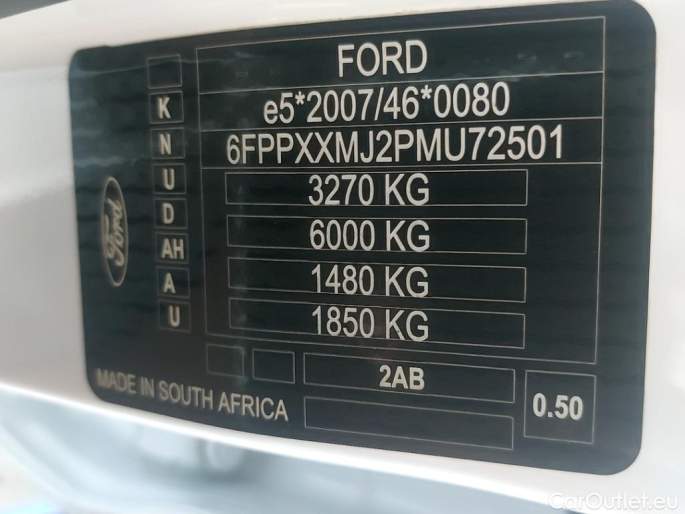 FORD
K e5*2007/46*0080
N 6FPPXXMJ2PMU72501
U 3270 KG
D 6000 KG
AH 1480 KG
A 1850 KG
U
Ford
2AB
0.50
MADE IN SOUTH AFRICA
CarOutlet.eu